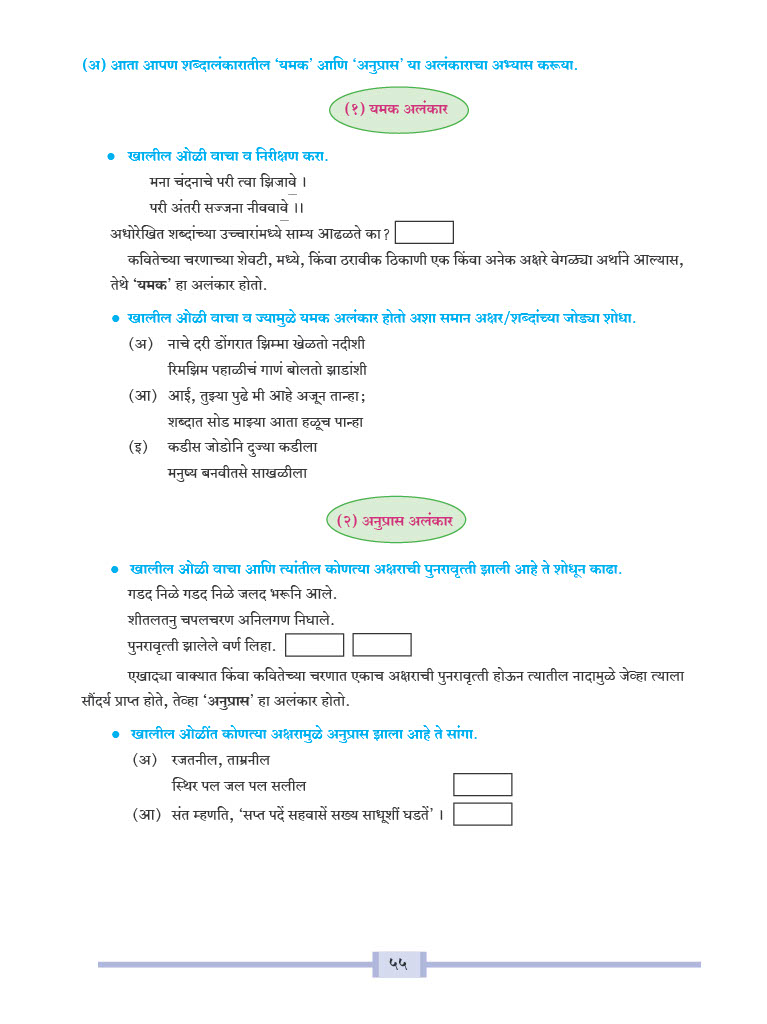 (अ) आता आपण शब्दालंकारातील ‘यमक’ आणि ‘अनुप्रास’ या अलंकाराचा अभ्यास करूया.
(१) यमक अलंकार
● खालील ओळी वाचा व निरीक्षण करा.
मना चंदनाचे परी त्वा झिजावे ।
परी अंतरी सज्जना नीववावे ।।
अधोरेखित शब्दांच्या उच्चारांमध्ये साम्य आढळते का?
कवितेच्या चरणाच्या शेवटी, मध्ये, किंवा ठरावीक ठिकाणी एक किंवा अनेक अक्षरे वेगळ्या अर्थाने आल्यास,
तेथे ‘यमक’ हा अलंकार होतो.
● खालील ओळी वाचा व ज्यामुळे यमक अलंकार होतो अशा समान अक्षर/शब्दांच्या जोड्या शोधा.
(अ) नाचे दरी डोंगरात झिम्मा खेळतो नदीशी
रिमझिम पहाळीचं गाणं बोलतो झाडांशी
(आ) आई, तुझ्या पुढे मी आहे अजून तान्हा;
शब्दात सोड माझ्या आता हळूच पान्हा
(इ) कडीस जोडोनि दुज्या कडीला
मनुष्य बनवीतसे साखळीला
(२) अनुप्रास अलंकार
● खालील ओळी वाचा आणि त्यांतील कोणत्या अक्षराची पुनरावृत्ती झाली आहे ते शोधून काढा.
गडद निळे गडद निळे जलद भरूनि आले.
शीतलतनु चपलचरण अनिलगण निघाले.
पुनरावृत्ती झालेले वर्ण लिहा.
एखाद्या वाक्यात किंवा कवितेच्या चरणात एकाच अक्षराची पुनरावृत्ती होऊन त्यातील नादामुळे जेव्हा त्याला
सौंदर्य प्राप्त होते, तेव्हा ‘अनुप्रास’ हा अलंकार होतो.
● खालील ओळींत कोणत्या अक्षरामुळे अनुप्रास झाला आहे ते सांगा.
(अ) रजतनील, ताम्रनील
स्थिर पल जल पल सलील
(आ) संत म्हणति, ‘सप्त पदें सहवासें सख्य साधूशीं घडतें’ ।
५५